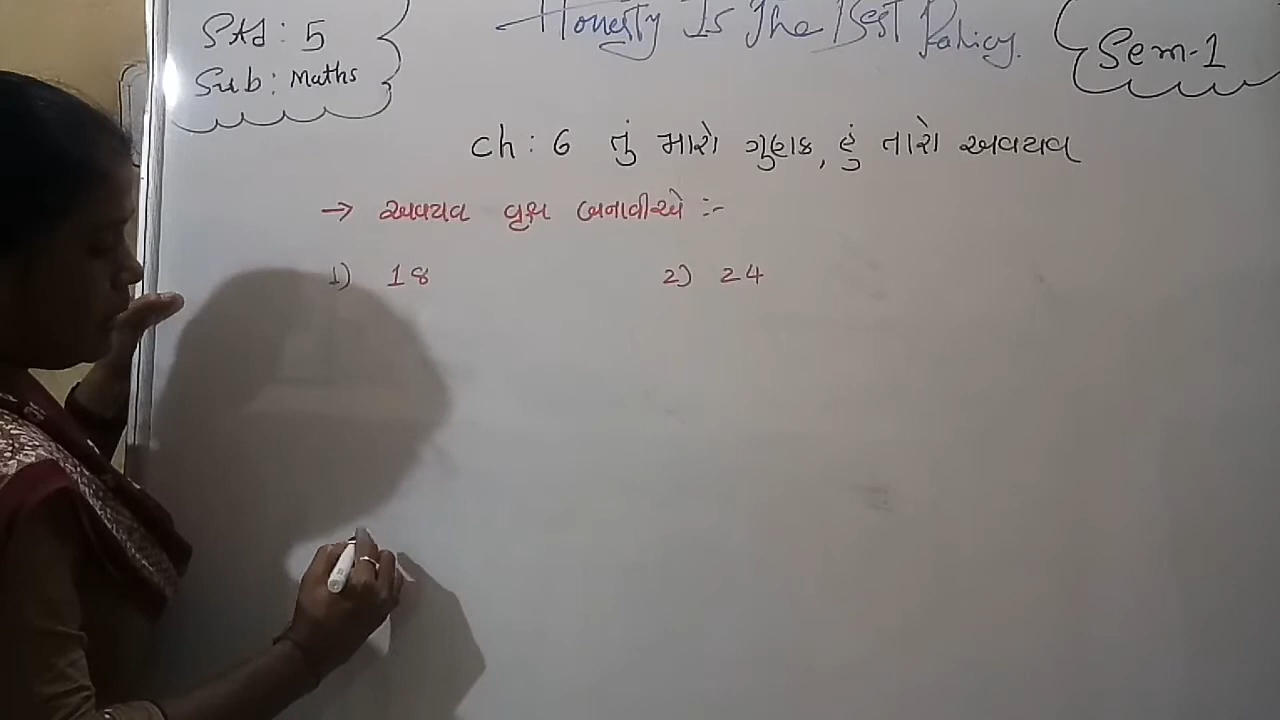 Honesty Is The Best Policy.
Std : 5
Sub : Maths
Sem-1
ch : 6 તું મારો ગુણક, હું તારો અવયવ
→ અવયવ વૃક્ષ બનાવીએ :-
1) 18
2) 24